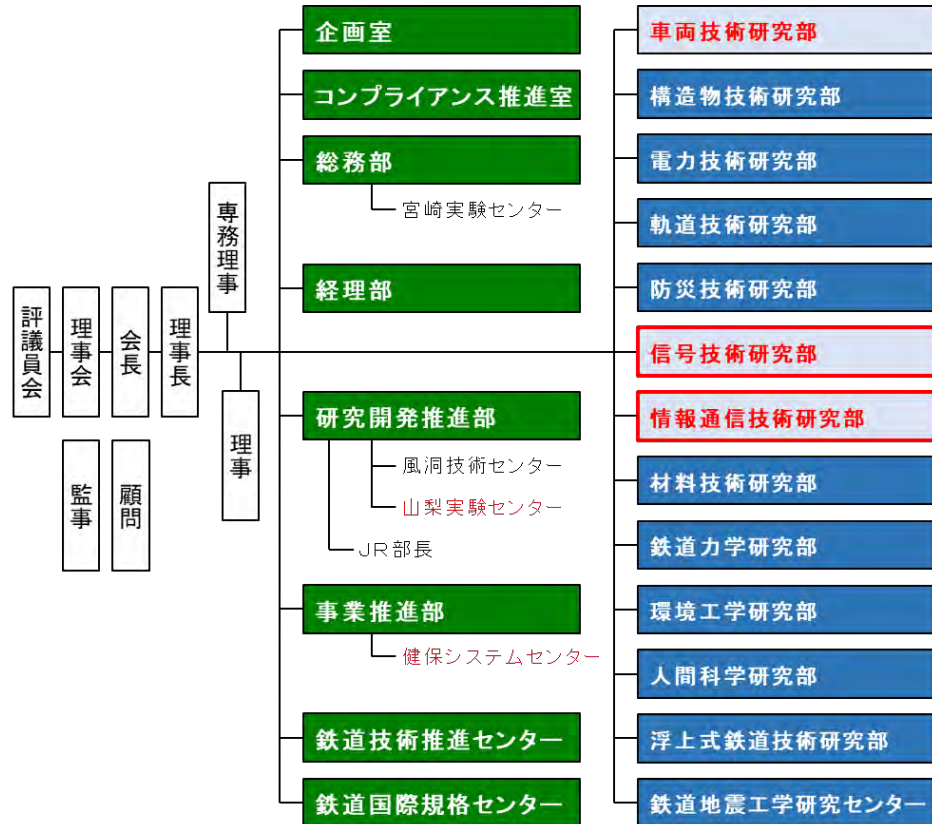 評議員会
理事会
会長
理事長
専務理事
理事
監事
顧問
企画室
コンプライアンス推進室
総務部
宮崎実験センター
経理部
研究開発推進部
風洞技術センター
山梨実験センター
JR部長
事業推進部
健保システムセンター
鉄道技術推進センター
鉄道国際規格センター
車両技術研究部
構造物技術研究部
電力技術研究部
軌道技術研究部
防災技術研究部
信号技術研究部
情報通信技術研究部
材料技術研究部
鉄道力学研究部
環境工学研究部
人間科学研究部
浮上式鉄道技術研究部
鉄道地震工学研究センター